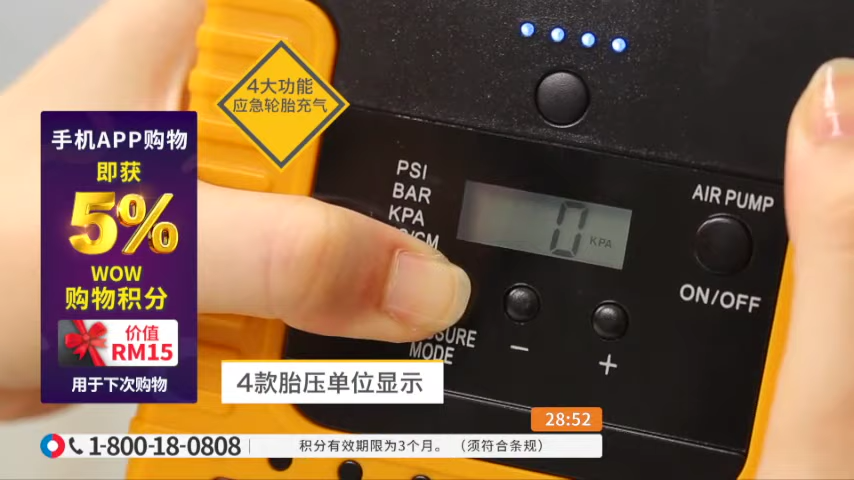 4大功能
应急轮胎充气
手机APP购物
即获
5%
WOW
购物积分
价值
RM15
用于下次购物
PSI
BAR
KPA
0 KPA
AIR PUMP
ON/OFF
MODE
−
+
4款胎压单位显示
28:52
1-800-18-0808
积分有效期限为3个月。（须符合条规）